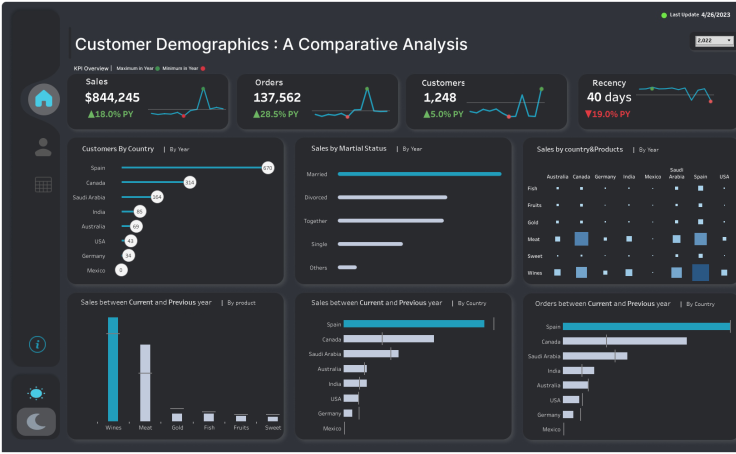 Last Update 4/26/2023
Customer Demographics : A Comparative Analysis
2,022
KPI Overview | Maximum in Year Minimum in Year
Sales
$844,245
▲18.0% PY
Orders
137,562
▲28.5% PY
Customers
1,248
▲5.0% PY
Recency
40 days
▼19.0% PY
Customers By Country | By Year
Spain 670
Canada 314
Saudi Arabia 164
India 85
Australia 69
USA 43
Germany 34
Mexico 0
Sales by Martial Status | By Year
Married
Divorced
Together
Single
Others
Sales by country&Products | By Year
Australia Canada Germany India Mexico Saudi Arabia Spain USA
Fish
Fruits
Gold
Meat
Sweet
Wines
Sales between Current and Previous year | By product
Wines Meat Gold Fish Fruits Sweet
Sales between Current and Previous year | By Country
Spain
Canada
Saudi Arabia
Australia
India
USA
Germany
Mexico
Orders between Current and Previous year | By Country
Spain
Canada
Saudi Arabia
India
Australia
USA
Germany
Mexico
i